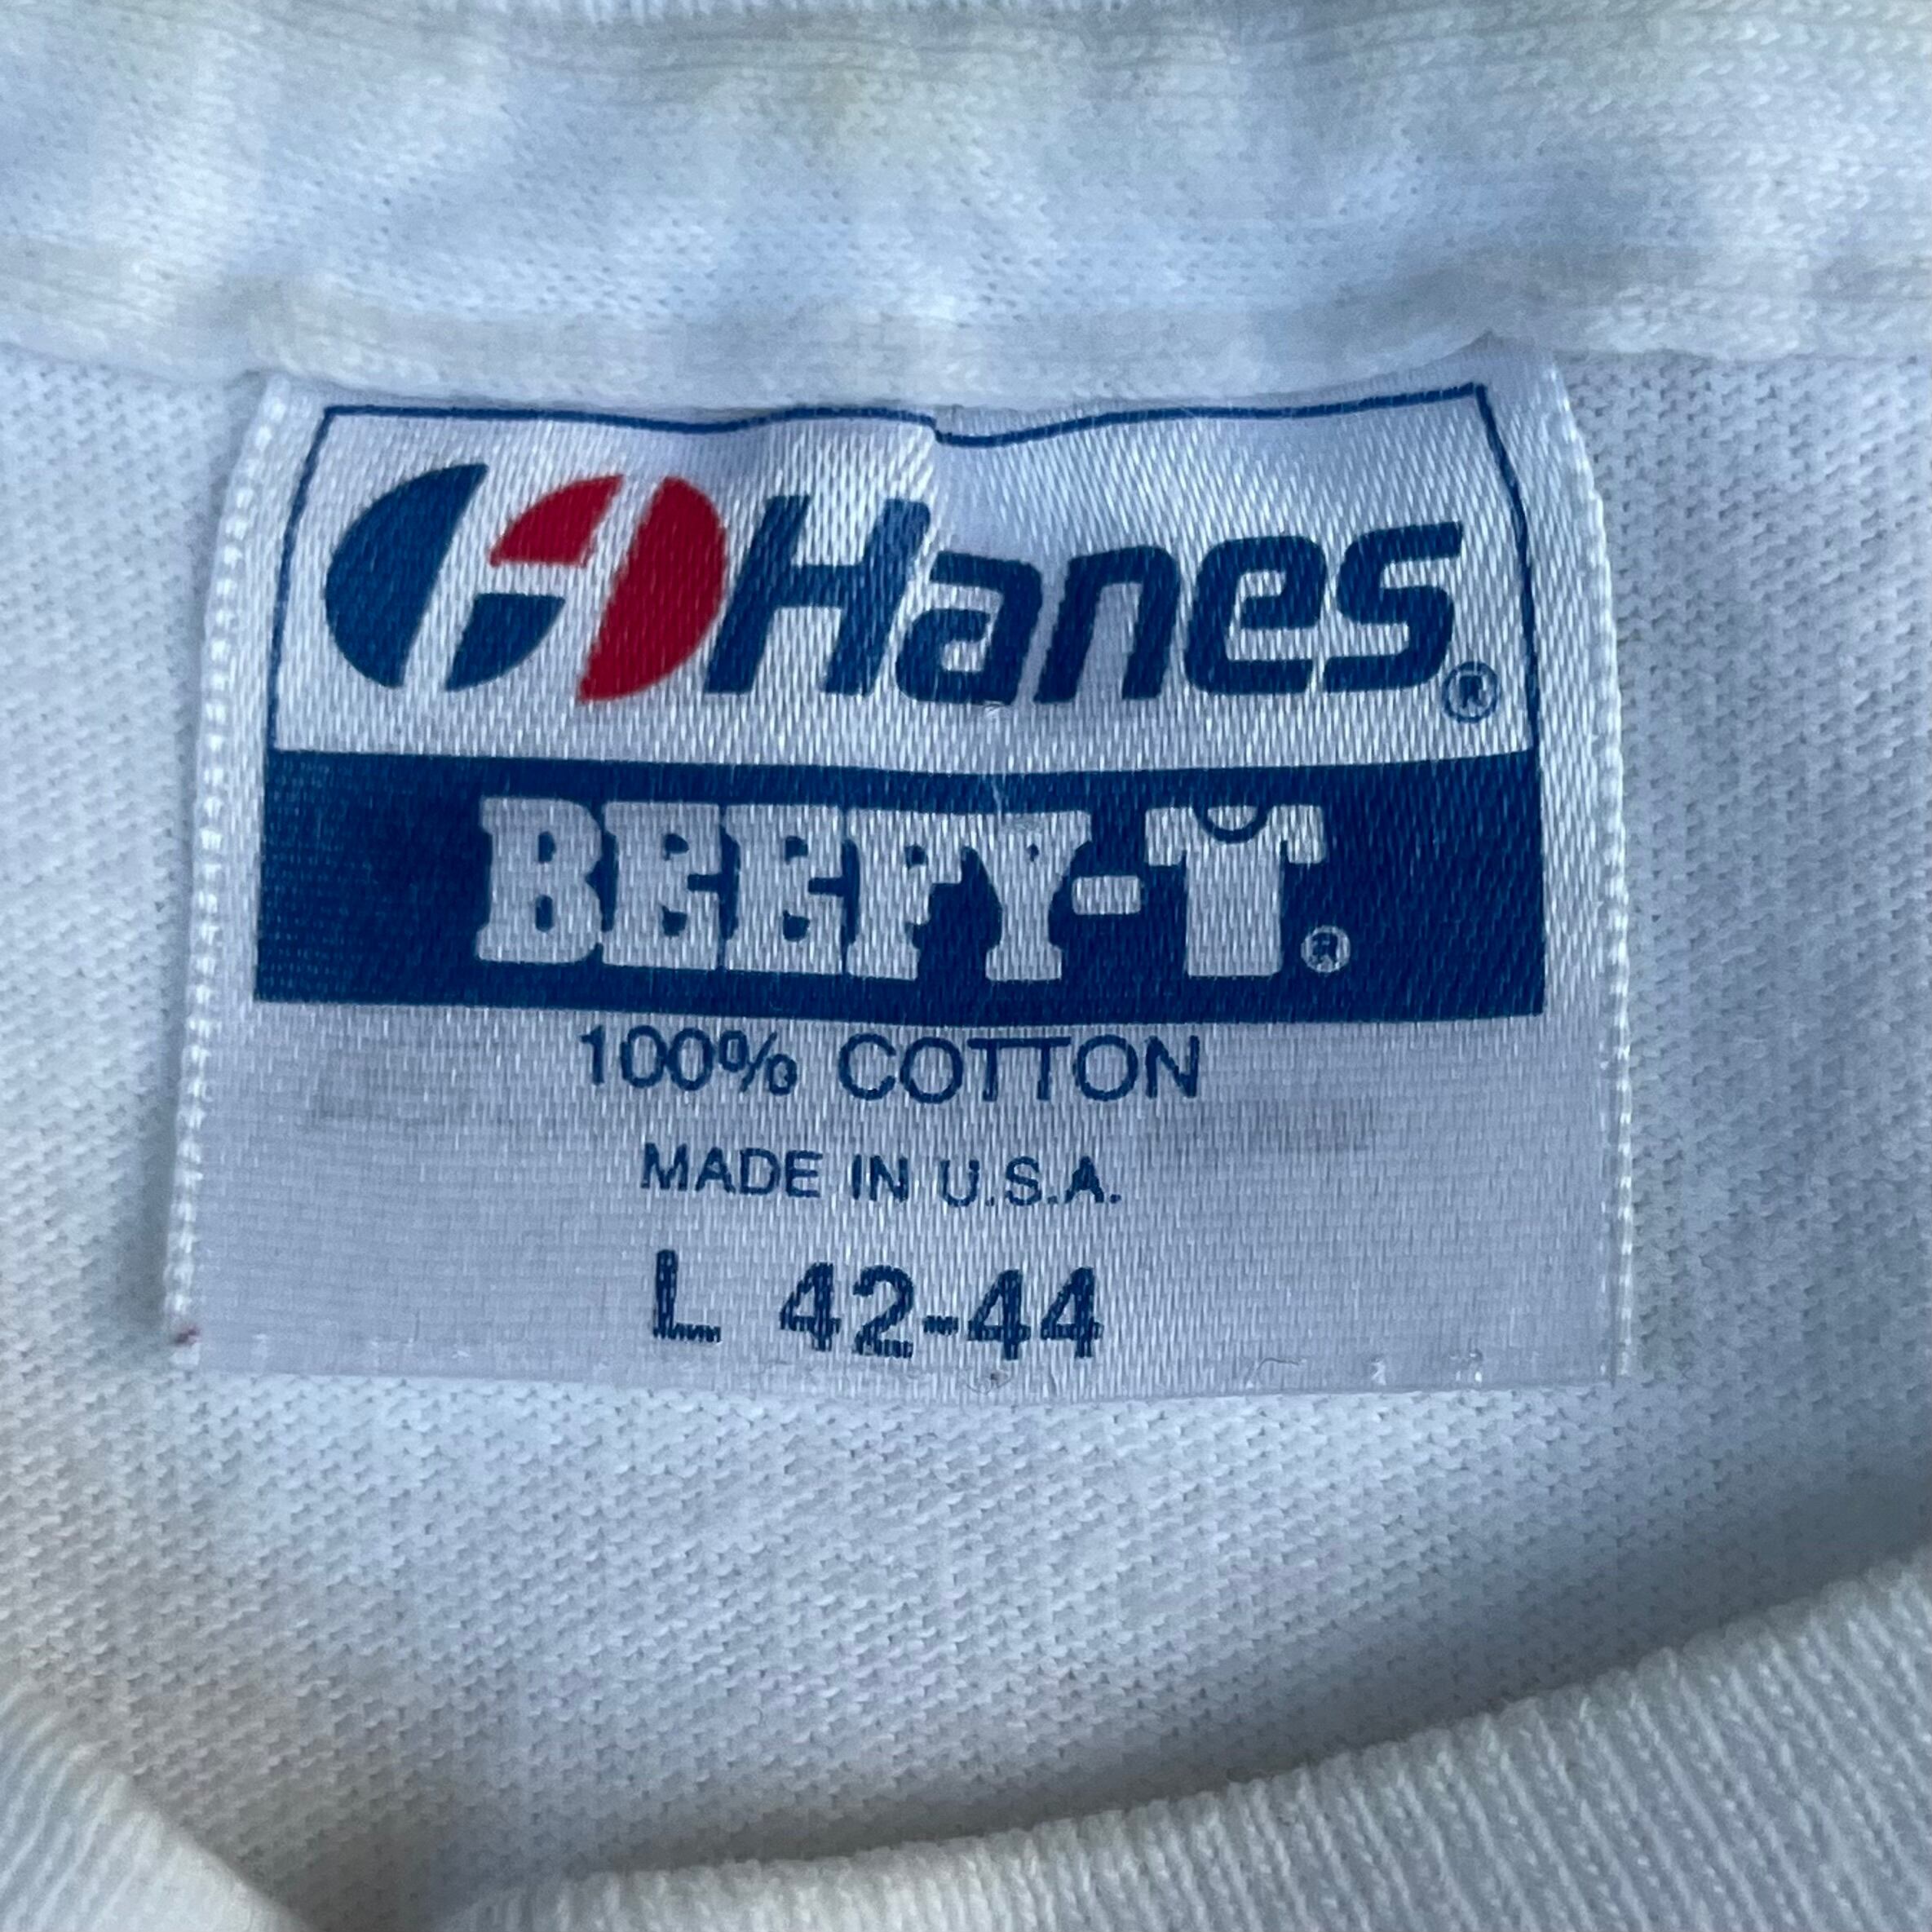 Hanes®
BEEFY-T®
100% COTTON
MADE IN U.S.A.
L 42-44